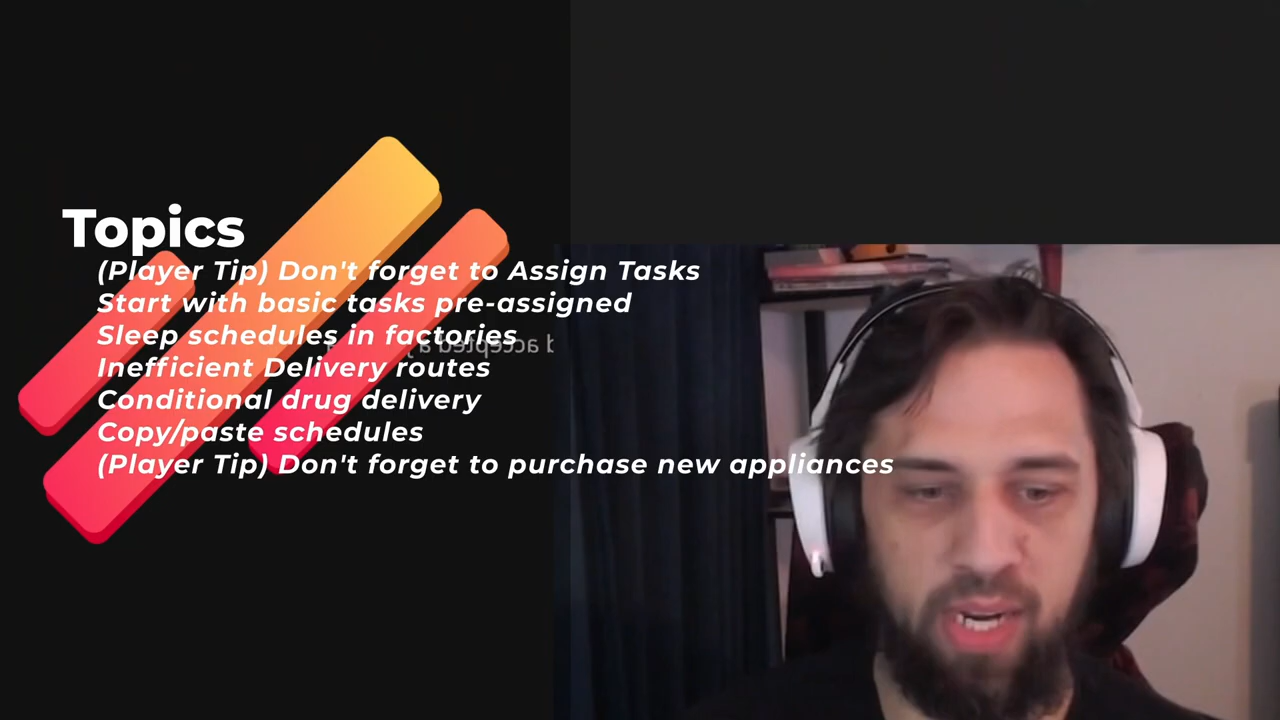 Topics
(Player Tip) Don't forget to Assign Tasks
Start with basic tasks pre-assigned
Sleep schedules in factories
Inefficient Delivery routes
Conditional drug delivery
Copy/paste schedules
(Player Tip) Don't forget to purchase new appliances
accepted a